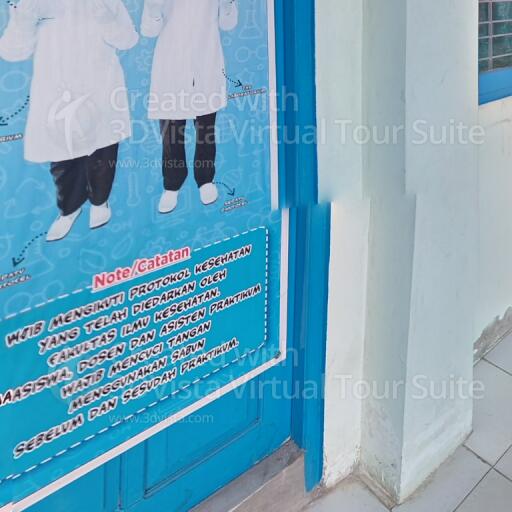 Created with
3DVista Virtual Tour Suite
www.3dvista.com
Note/Catatan
WAJIB MENGIKUTI PROTOKOL KESEHATAN
YANG TELAH DIEDARKAN OLEH
FAKULTAS ILMU KESEHATAN.
MAASISWA, DOSEN DAN ASISTEN PRAKTIKUM
WAJIB MENCUCI TANGAN
MENGGUNAKAN SABUN
SEBELUM DAN SESUDAH PRAKTIKUM.
Created with
3DVista Virtual Tour Suite
www.3dvista.com